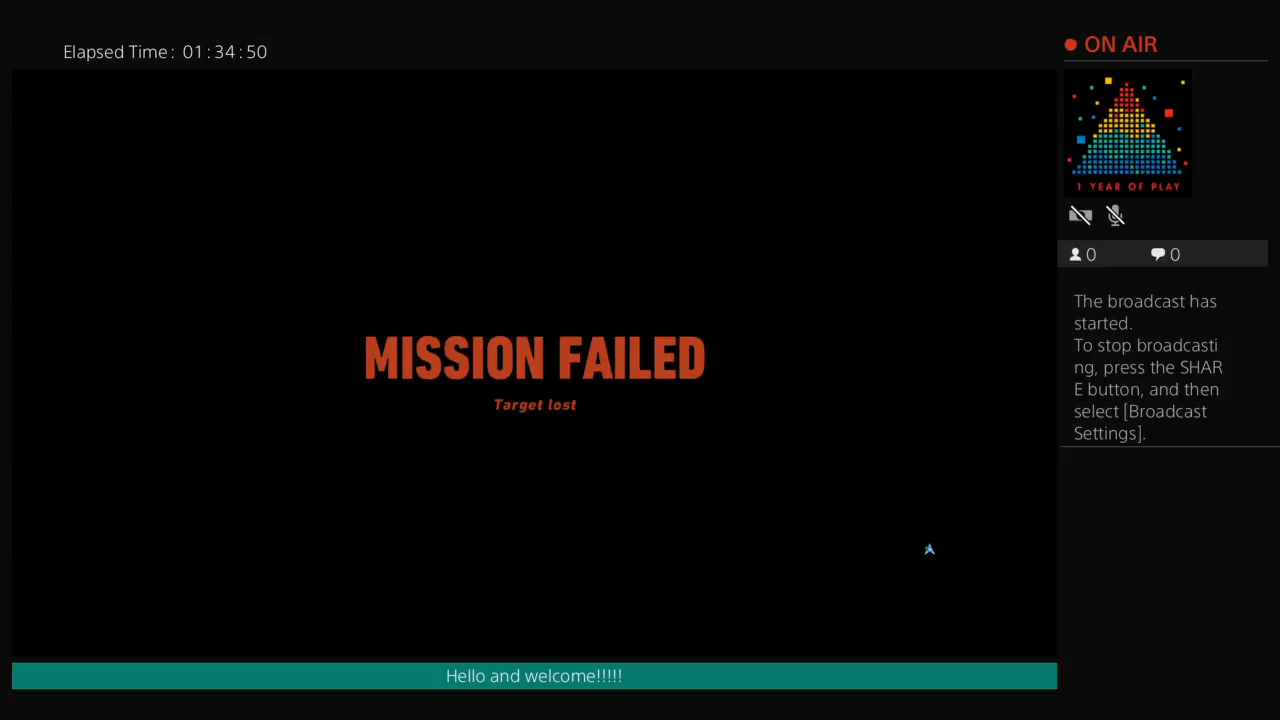 Elapsed Time: 01:34:50
ON AIR
1 YEAR OF PLAY
0 0
The broadcast has
started.
To stop broadcasti
ng, press the SHAR
E button, and then
select [Broadcast
Settings].
MISSION FAILED
Target lost
Hello and welcome!!!!!